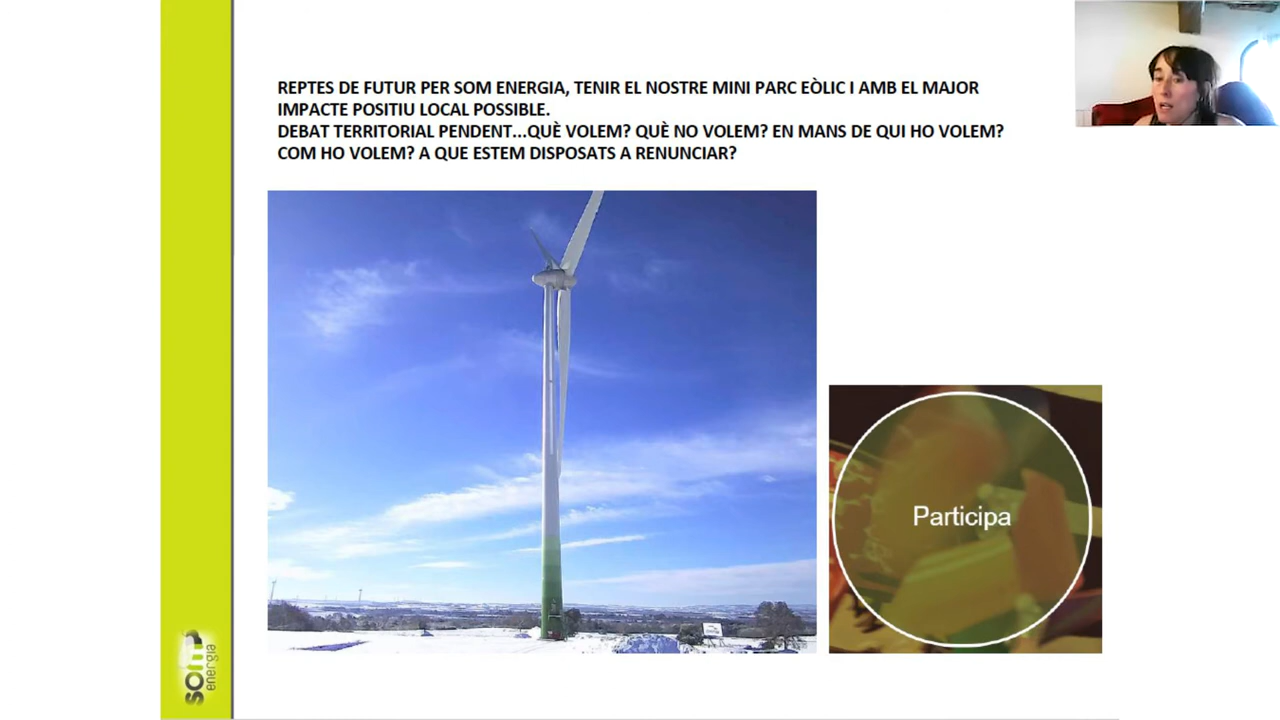 REPTES DE FUTUR PER SOM ENERGIA, TENIR EL NOSTRE MINI PARC EÒLIC I AMB EL MAJOR
IMPACTE POSITIU LOCAL POSSIBLE.
DEBAT TERRITORIAL PENDENT...QUÈ VOLEM? QUÈ NO VOLEM? EN MANS DE QUI HO VOLEM?
COM HO VOLEM? A QUE ESTEM DISPOSATS A RENUNCIAR?
Participa
som
energia